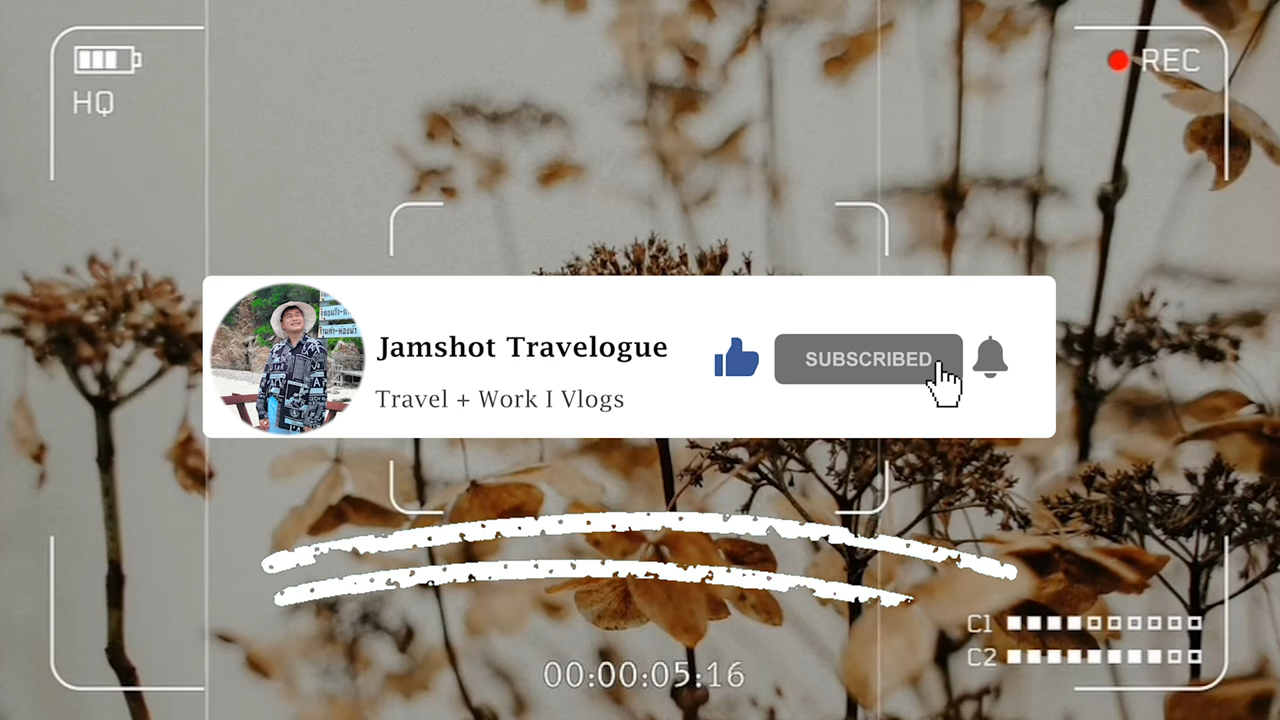 HQ
REC
Jamshot Travelogue
Travel + Work I Vlogs
SUBSCRIBED
C1
C2
00:00:05:16